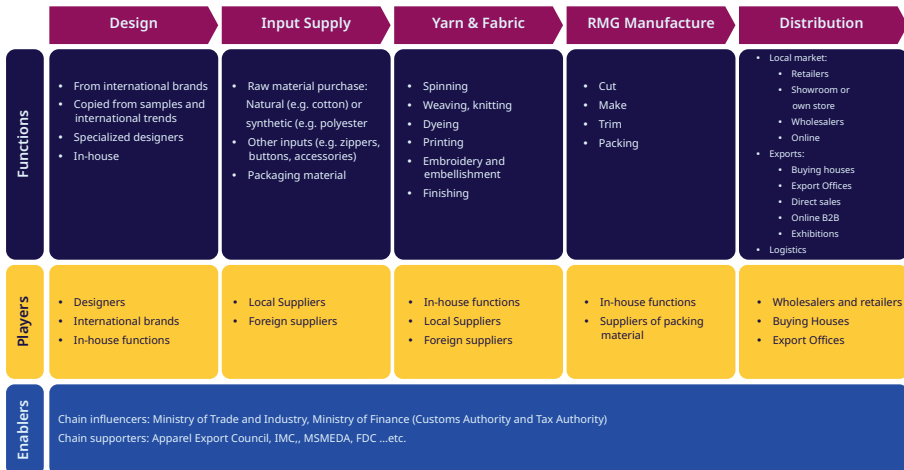 Design
Input Supply
Yarn & Fabric
RMG Manufacture
Distribution
Functions
• From international brands
• Copied from samples and
international trends
• Specialized designers
• In-house
• Raw material purchase:
Natural (e.g. cotton) or
synthetic (e.g. polyester
• Other inputs (e.g. zippers,
buttons, accessories)
• Packaging material
• Spinning
• Weaving, knitting
• Dyeing
• Printing
• Embroidery and
embellishment
• Finishing
• Cut
• Make
• Trim
• Packing
• Local market:
• Retailers
• Showroom or
own store
• Wholesalers
• Online
• Exports:
• Buying houses
• Export Offices
• Direct sales
• Online B2B
• Exhibitions
• Logistics
Players
• Designers
• International brands
• In-house functions
• Local Suppliers
• Foreign suppliers
• In-house functions
• Local Suppliers
• Foreign suppliers
• In-house functions
• Suppliers of packing
material
• Wholesalers and retailers
• Buying Houses
• Export Offices
Enablers
Chain influencers: Ministry of Trade and Industry, Ministry of Finance (Customs Authority and Tax Authority)
Chain supporters: Apparel Export Council, IMC,, MSMEDA, FDC ...etc.